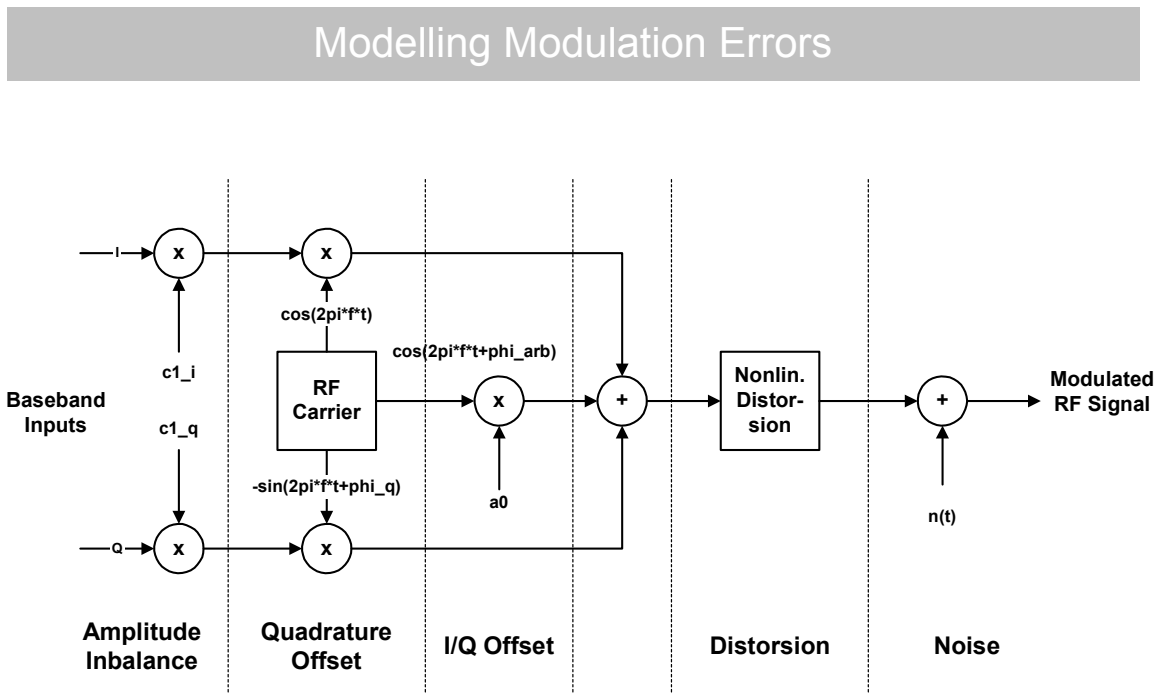 Modelling Modulation Errors
I
x
x
cos(2pi*f*t)
cos(2pi*f*t+phi_arb)
c1_i
Baseband
Inputs
c1_q
RF
Carrier
x
+
Nonlin.
Distor-
sion
+
Modulated
RF Signal
-sin(2pi*f*t+phi_q)
a0
n(t)
Q
x
x
Amplitude
Inbalance
Quadrature
Offset
I/Q Offset
Distorsion
Noise